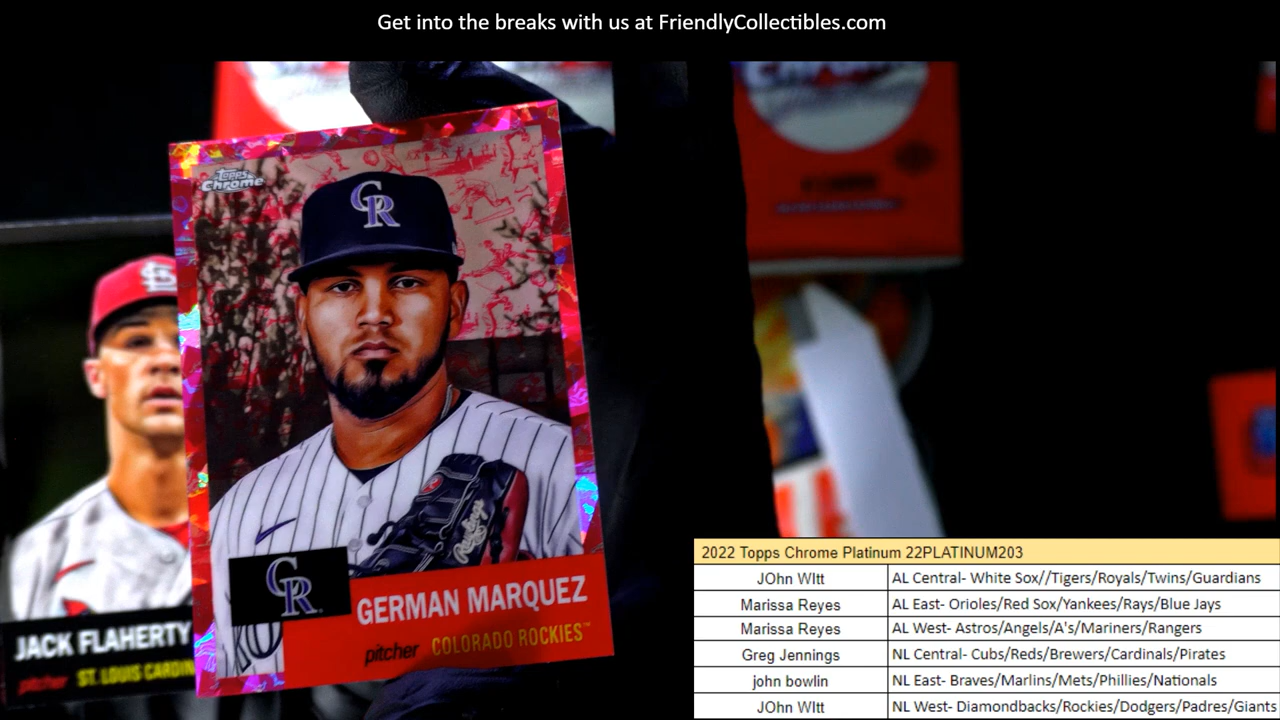 Get into the breaks with us at FriendlyCollectibles.com
Topps
Chrome
CR
CR
GERMAN MARQUEZ
pitcher COLORADO ROCKIES™
Rawlings
JACK FLAHERTY
pitcher ST. LOUIS CARDIN
2022 Topps Chrome Platinum 22PLATINUM203
JOhn WItt AL Central- White Sox//Tigers/Royals/Twins/Guardians
Marissa Reyes AL East- Orioles/Red Sox/Yankees/Rays/Blue Jays
Marissa Reyes AL West- Astros/Angels/A's/Mariners/Rangers
Greg Jennings NL Central- Cubs/Reds/Brewers/Cardinals/Pirates
john bowlin NL East- Braves/Marlins/Mets/Phillies/Nationals
JOhn WItt NL West- Diamondbacks/Rockies/Dodgers/Padres/Giants